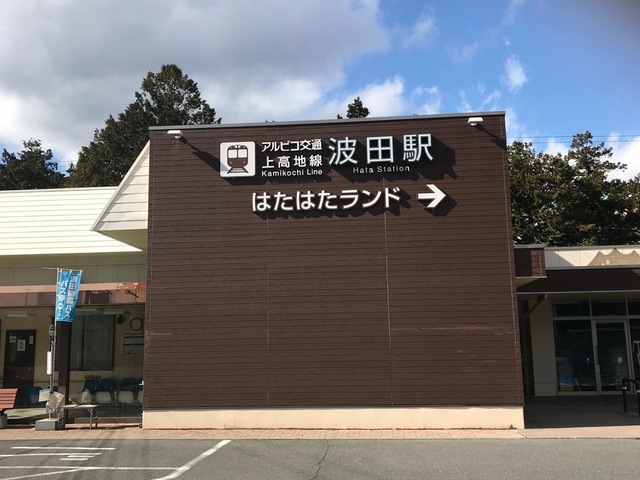 アルピコ交通
上高地線
Kamikochi Line
波田駅
Hata Station
はたはたランド →